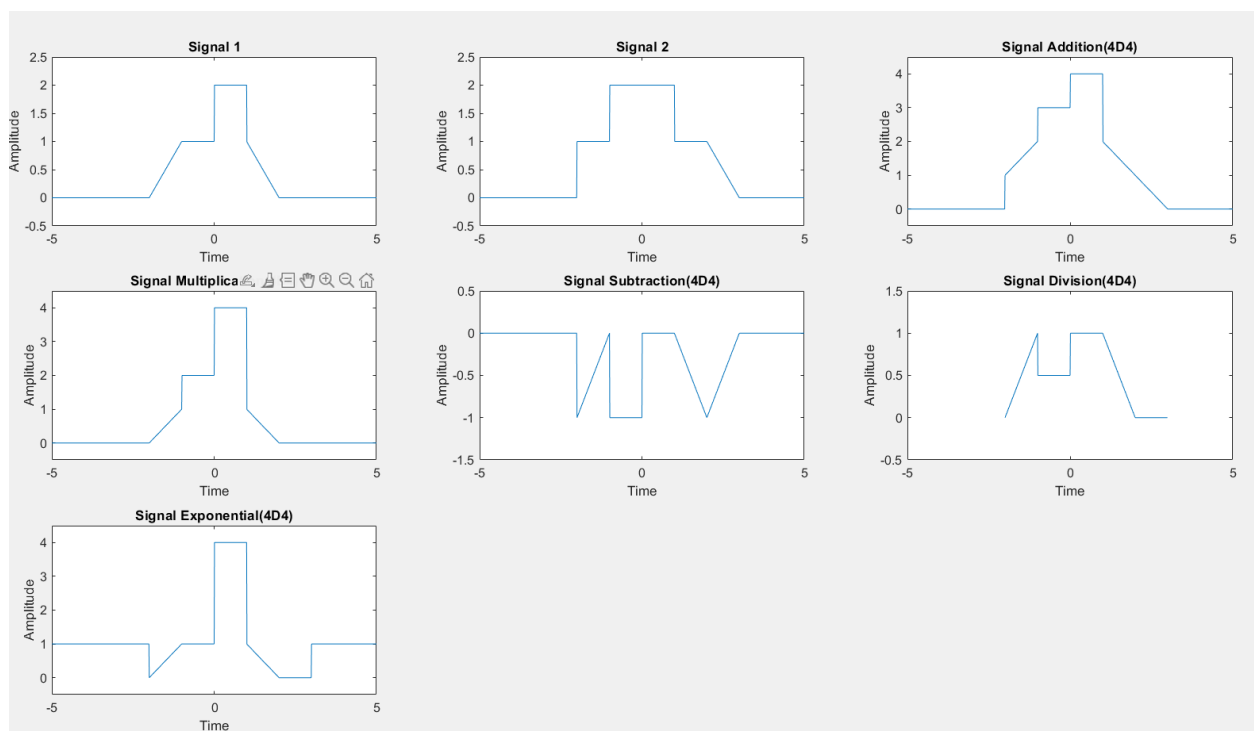 Signal 1
2.5
2
1.5
1
0.5
0
-0.5
-5 0 5
Time
Amplitude
Signal 2
2.5
2
1.5
1
0.5
0
-0.5
-5 0 5
Time
Amplitude
Signal Addition(4D4)
4
3
2
1
0
-5 0 5
Time
Amplitude
Signal Multiplica
4
3
2
1
0
-5 0 5
Time
Amplitude
Signal Subtraction(4D4)
0.5
0
-0.5
-1
-1.5
-5 0 5
Time
Amplitude
Signal Division(4D4)
1.5
1
0.5
0
-0.5
-5 0 5
Time
Amplitude
Signal Exponential(4D4)
4
3
2
1
0
-5 0 5
Time
Amplitude